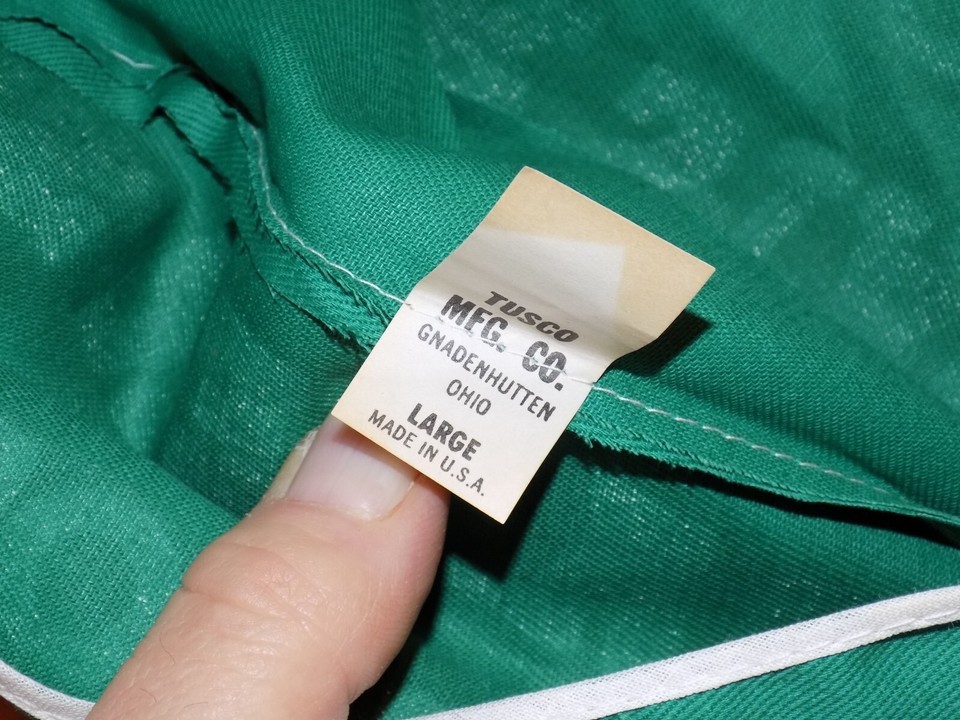 TUSCO
MFG. CO.
GNADENHUTTEN
OHIO
LARGE
MADE IN U.S.A.